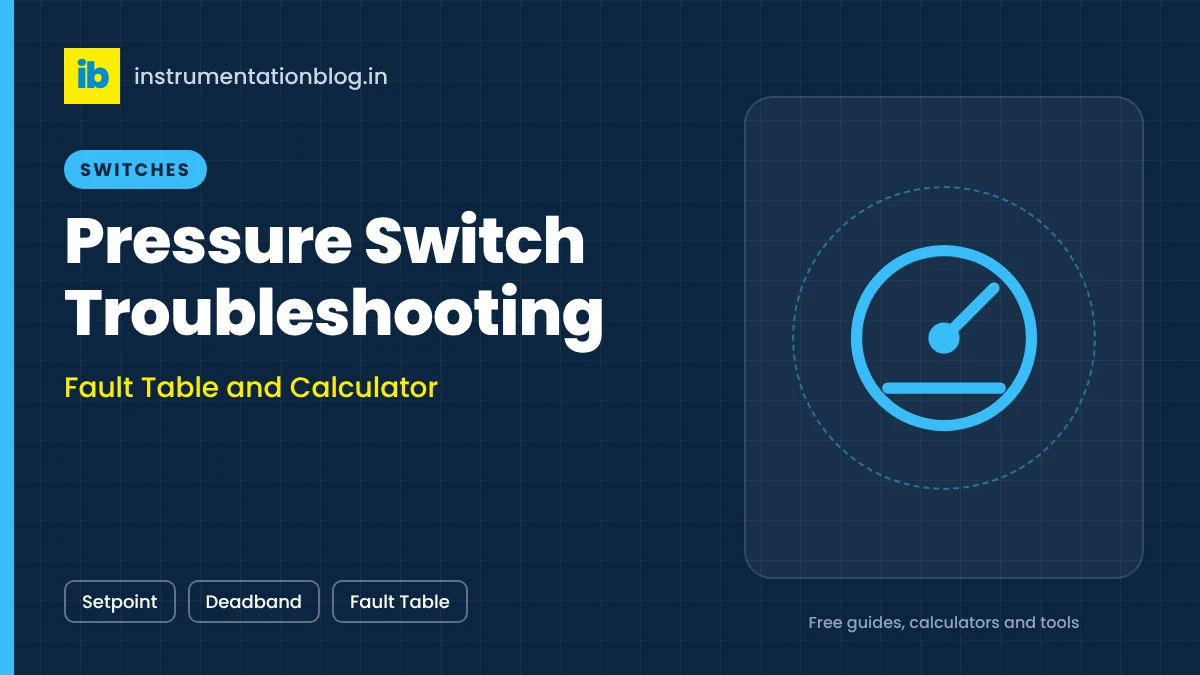 ib
instrumentationblog.in
SWITCHES
Pressure Switch
Troubleshooting
Fault Table and Calculator
Setpoint
Deadband
Fault Table
Free guides, calculators and tools